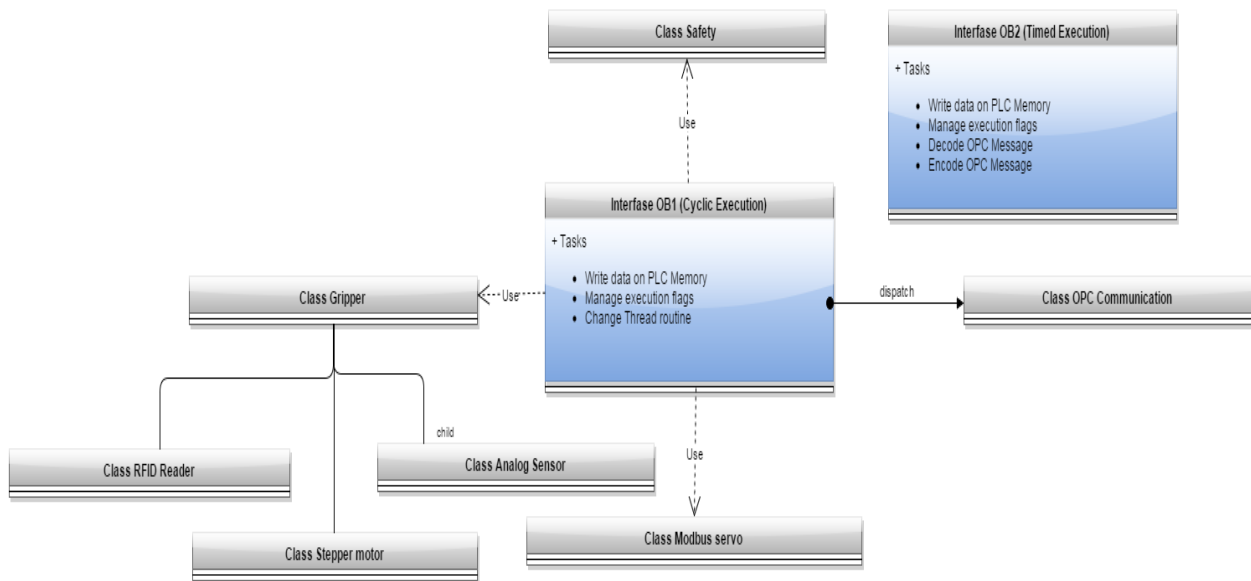 Class Safety
Interfase OB2 (Timed Execution)
+ Tasks
• Write data on PLC Memory
• Manage execution flags
• Decode OPC Message
• Encode OPC Message
Use
Interfase OB1 (Cyclic Execution)
+ Tasks
• Write data on PLC Memory
• Manage execution flags
• Change Thread routine
Class Gripper
Use
dispatch
Class OPC Communication
child
Class RFID Reader
Class Analog Sensor
Use
Class Stepper motor
Class Modbus servo